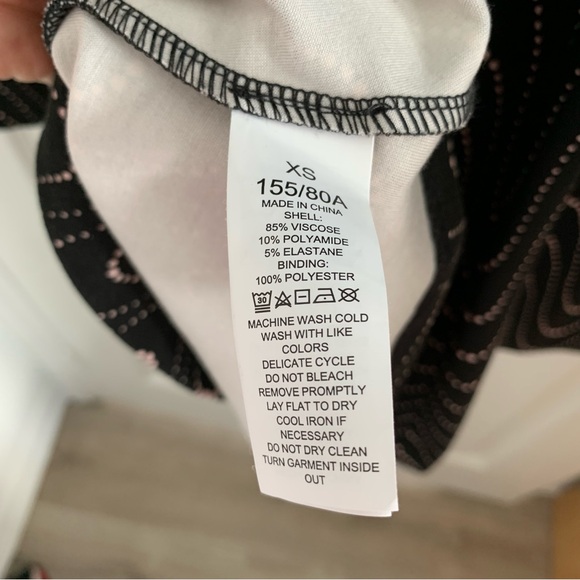 XS
155/80A
MADE IN CHINA
SHELL:
85% VISCOSE
10% POLYAMIDE
5% ELASTANE
BINDING:
100% POLYESTER
30
MACHINE WASH COLD
WASH WITH LIKE
COLORS
DELICATE CYCLE
DO NOT BLEACH
REMOVE PROMPTLY
LAY FLAT TO DRY
COOL IRON IF
NECESSARY
DO NOT DRY CLEAN
TURN GARMENT INSIDE
OUT